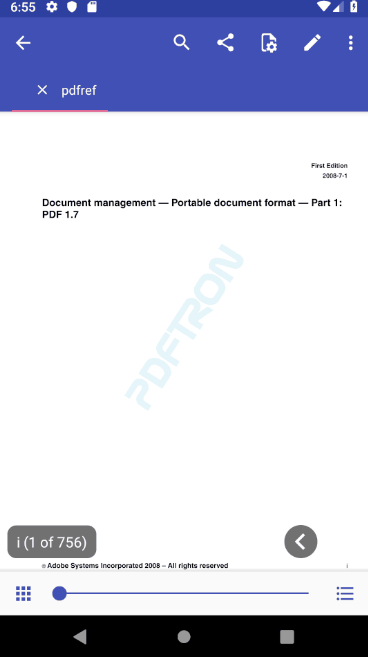 6:55
pdfref
First Edition
2008-7-1
Document management — Portable document format — Part 1:
PDF 1.7
PDFTRON
i (1 of 756)
© Adobe Systems Incorporated 2008 – All rights reserved
i